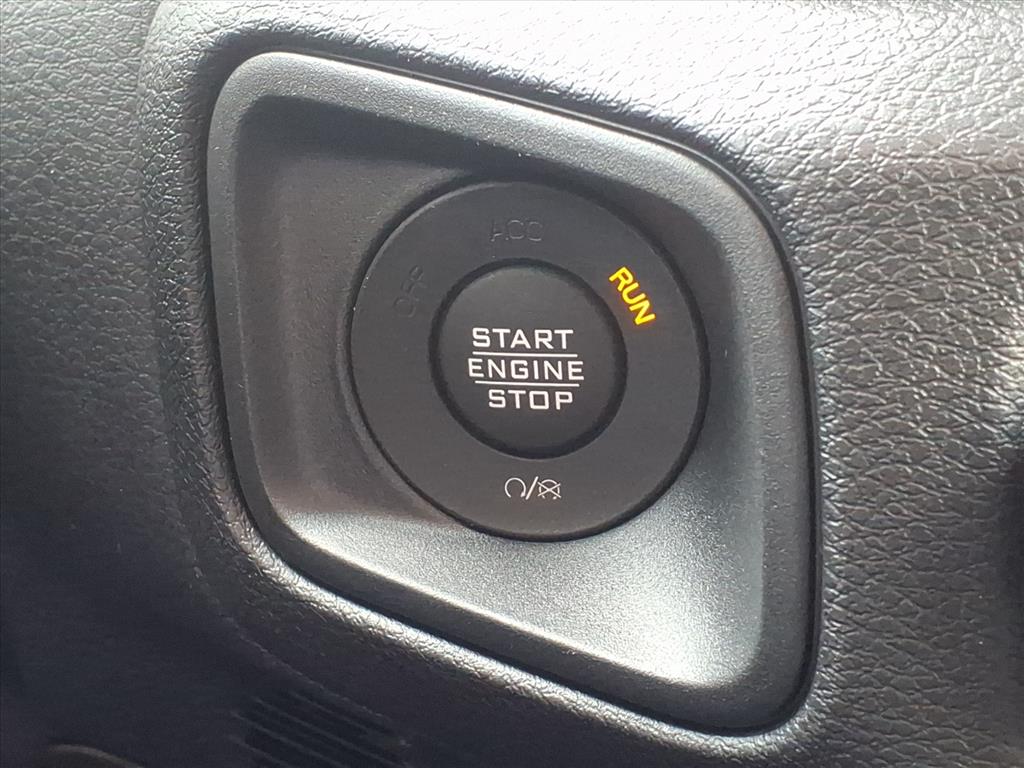 ACC
OFF
RUN
START
ENGINE
STOP